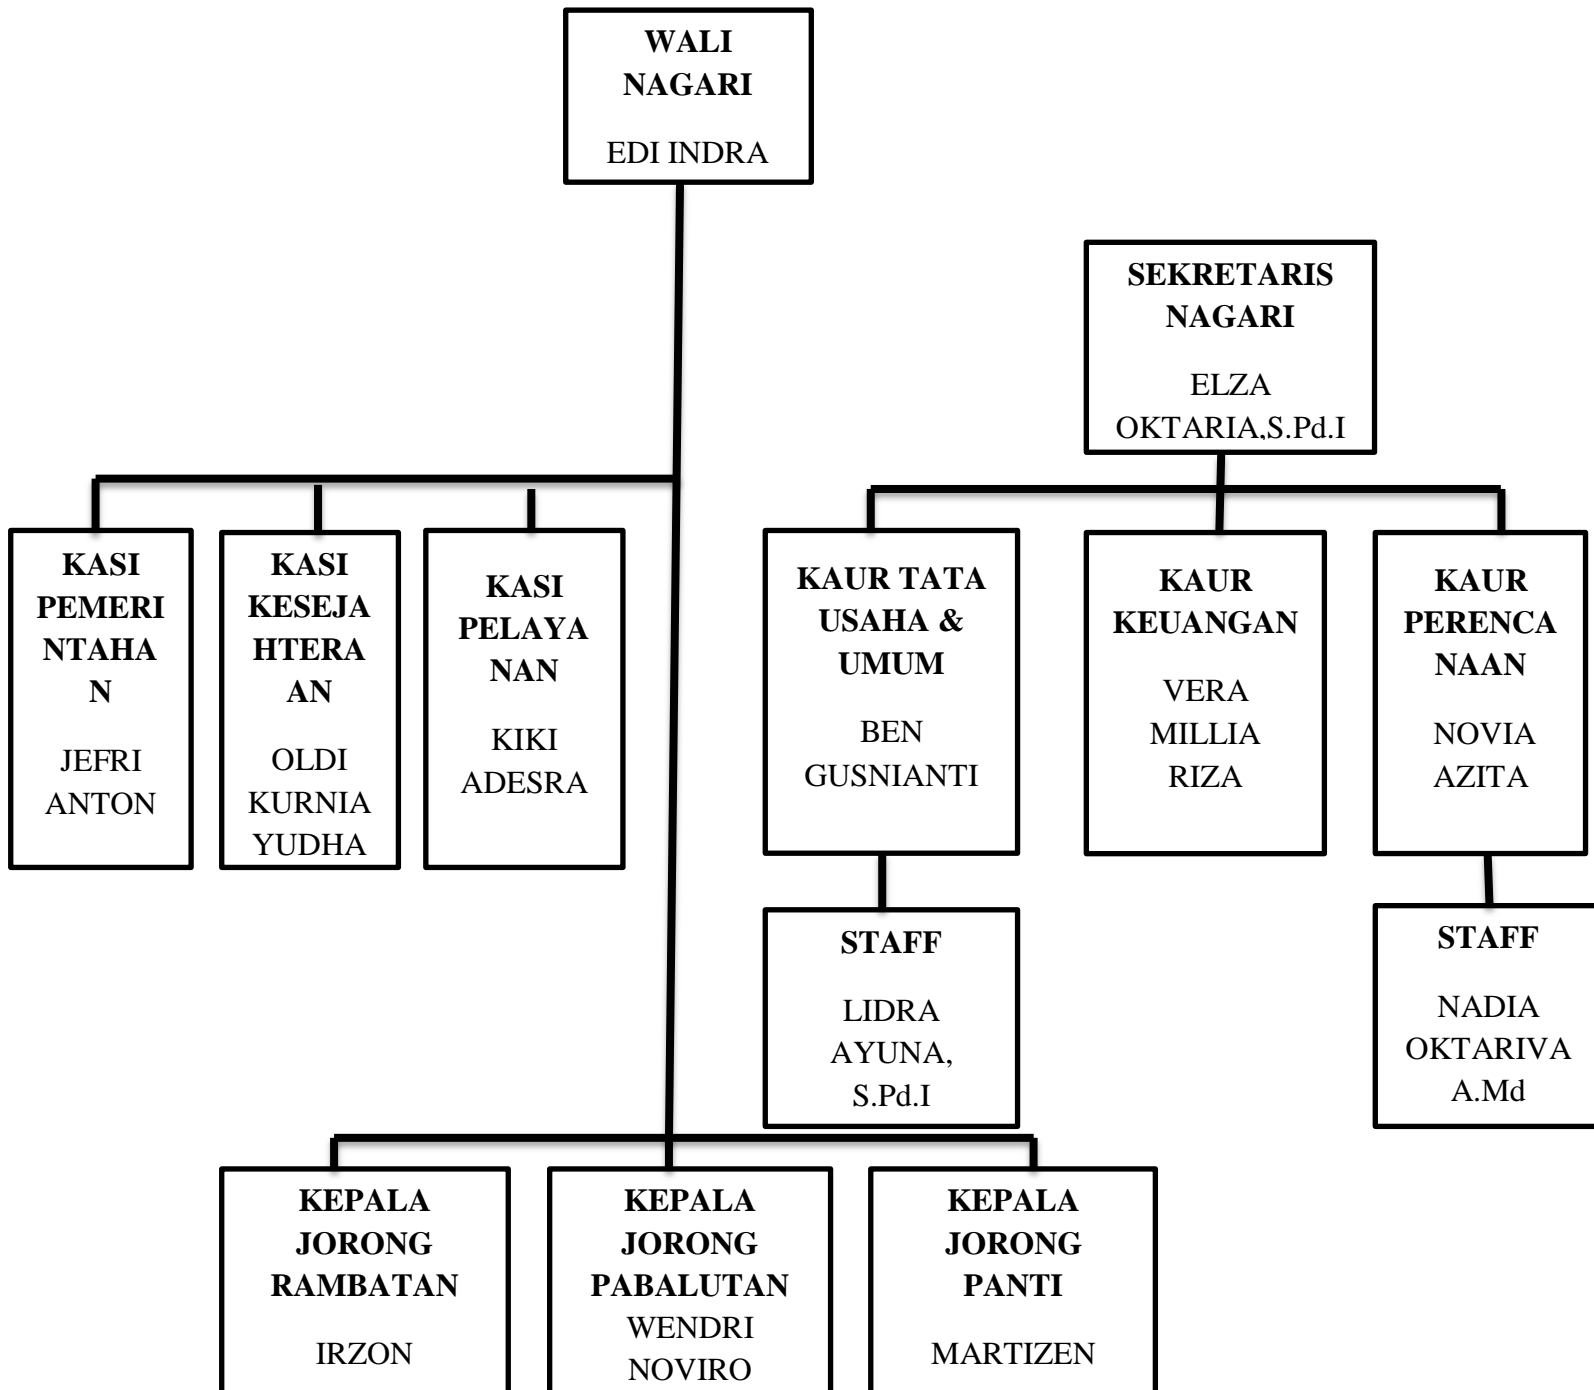 WALI
NAGARI
EDI INDRA
SEKRETARIS
NAGARI
ELZA
OKTARIA,S.Pd.I
KASI
PEMERI
NTAHA
N
JEFRI
ANTON
KASI
KESEJA
HTERA
AN
OLDI
KURNIA
YUDHA
KASI
PELAYA
NAN
KIKI
ADESRA
KAUR TATA
USAHA &
UMUM
BEN
GUSNIANTI
KAUR
KEUANGAN
VERA
MILLIA
RIZA
KAUR
PERENCA
NAAN
NOVIA
AZITA
STAFF
LIDRA
AYUNA,
S.Pd.I
STAFF
NADIA
OKTARIVA
A.Md
KEPALA
JORONG
RAMBATAN
IRZON
KEPALA
JORONG
PABALUTAN
WENDRI
NOVIRO
KEPALA
JORONG
PANTI
MARTIZEN